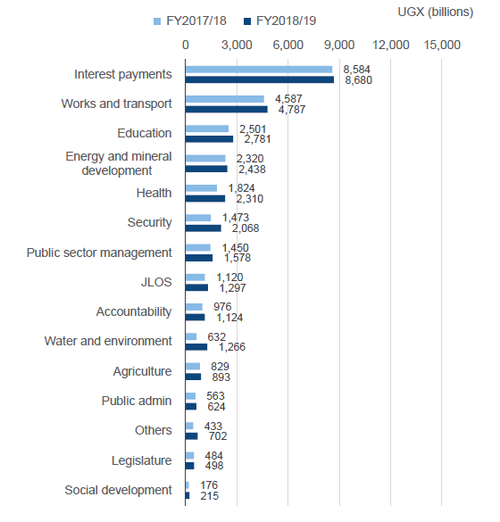 UGX (billions)
FY2017/18 FY2018/19
0 3,000 6,000 9,000 12,000 15,000
Interest payments 8,584
8,680
Works and transport 4,587
4,787
Education 2,501
2,781
Energy and mineral
development 2,320
2,438
Health 1,824
2,310
Security 1,473
2,068
Public sector management 1,450
1,578
JLOS 1,120
1,297
Accountability 976
1,124
Water and environment 632
1,266
Agriculture 829
893
Public admin 563
624
Others 433
702
Legislature 484
498
Social development 176
215